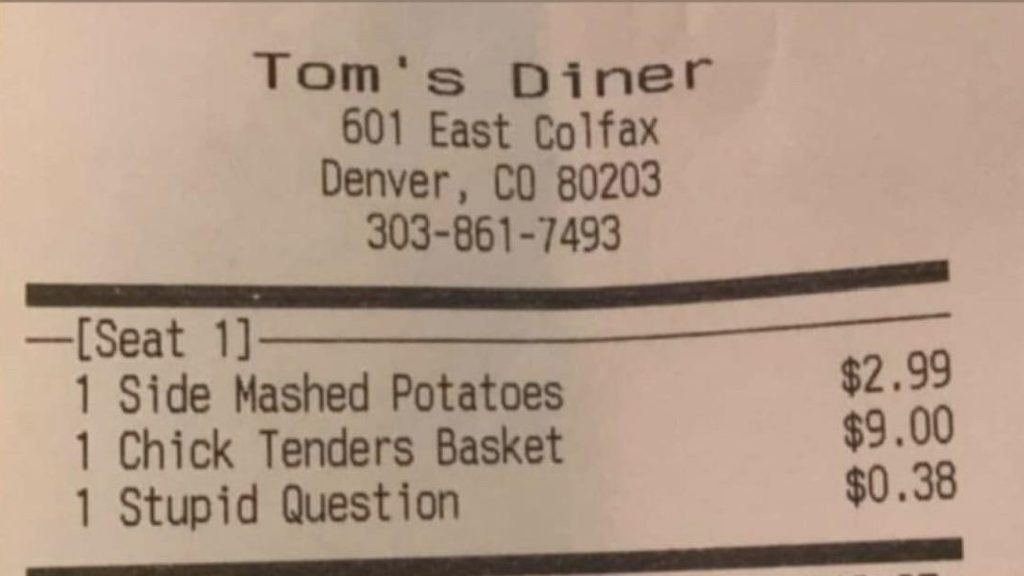 Tom's Diner
601 East Colfax
Denver, CO 80203
303-861-7493
[Seat 1]
1 Side Mashed Potatoes $2.99
1 Chick Tenders Basket $9.00
1 Stupid Question $0.38